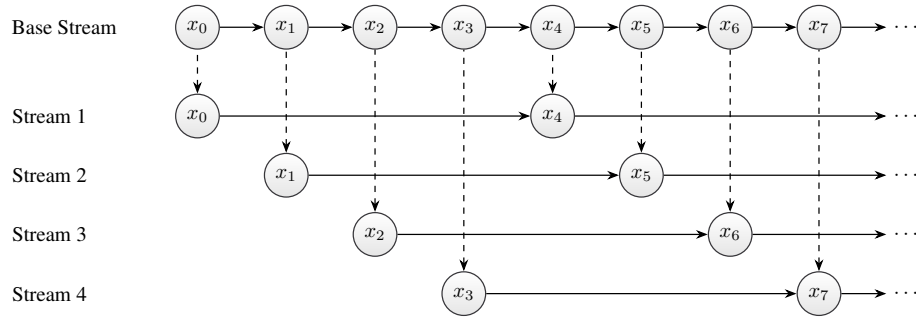 Base Stream x₀ x₁ x₂ x₃ x₄ x₅ x₆ x₇ ···
Stream 1 x₀ x₄ ···
Stream 2 x₁ x₅ ···
Stream 3 x₂ x₆ ···
Stream 4 x₃ x₇ ···